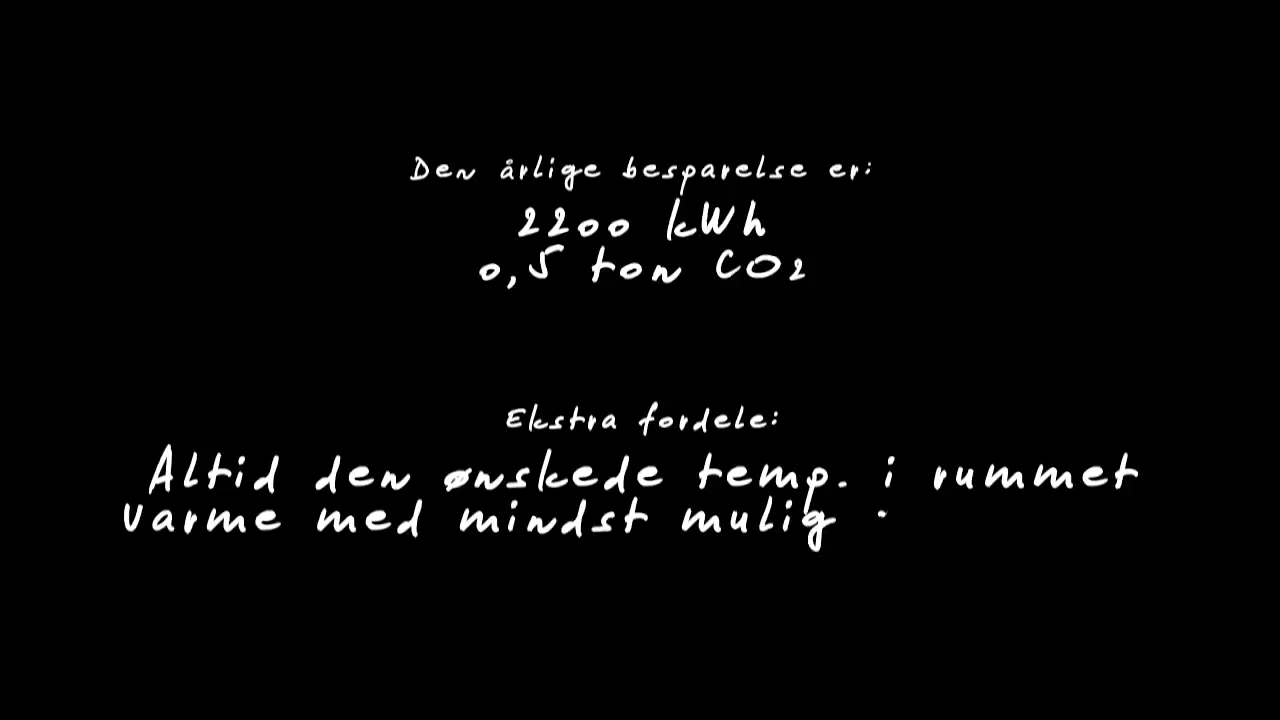 Den årlige besparelse er:
2200 kWh
0,5 ton CO2
Ekstra fordele:
Altid den ønskede temp. i rummet
varme med mindst mulig